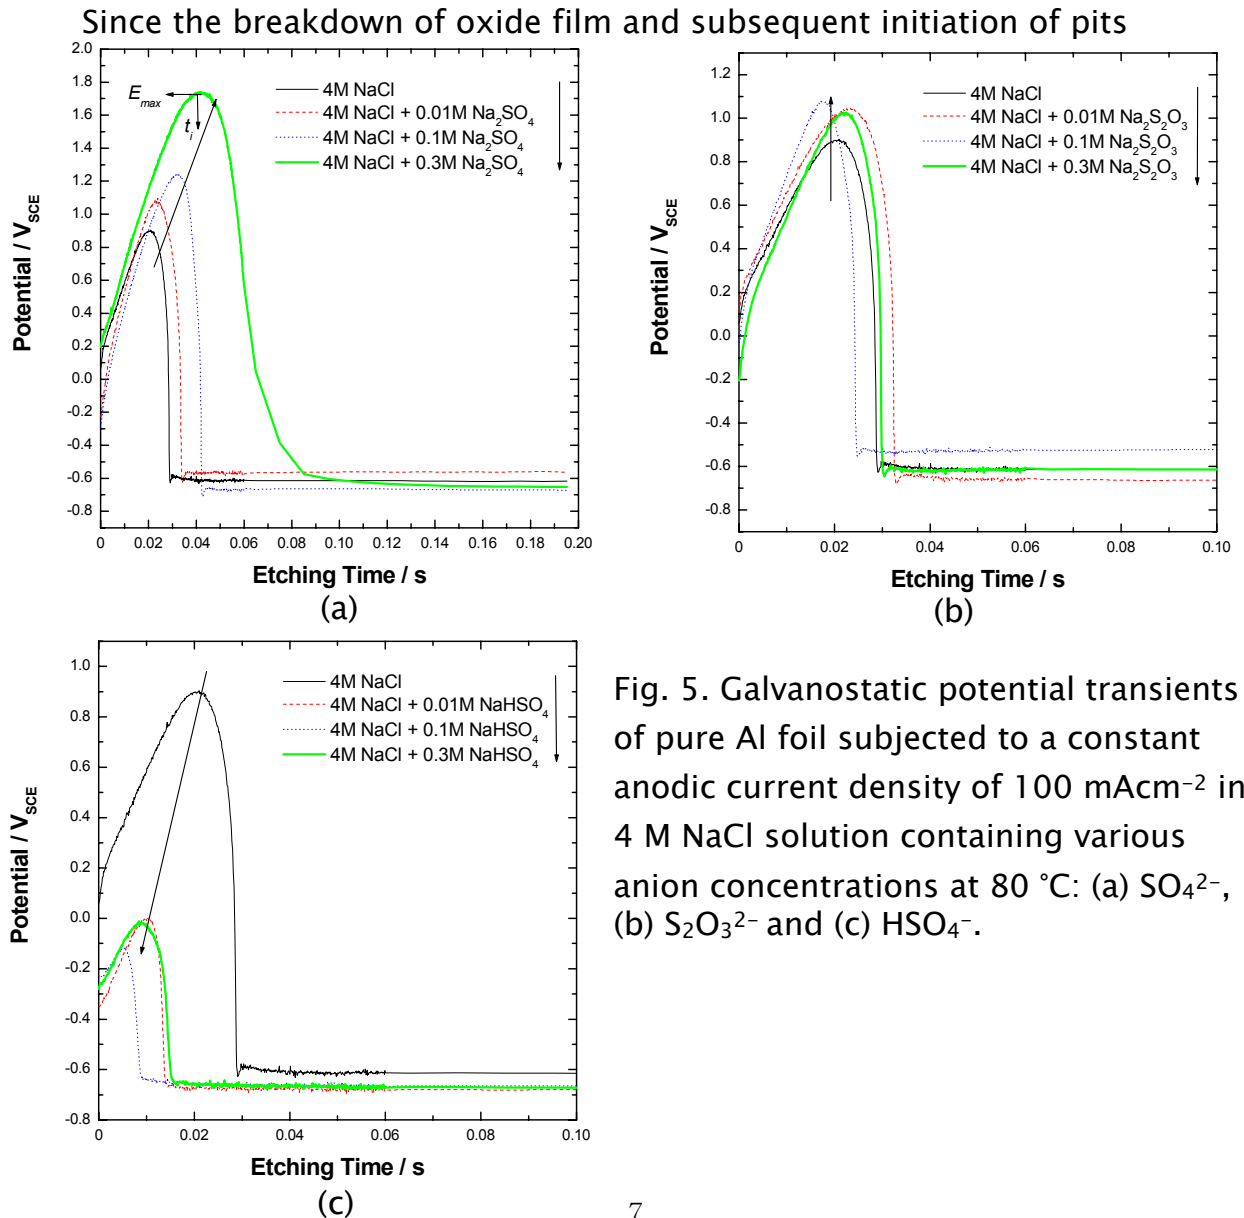 Since the breakdown of oxide film and subsequent initiation of pits
2.0
1.8
1.6
1.4
1.2
1.0
0.8
0.6
0.4
0.2
0.0
-0.2
-0.4
-0.6
-0.8
Potential / V_SCE
E_max
t_i
4M NaCl
4M NaCl + 0.01M Na₂SO₄
4M NaCl + 0.1M Na₂SO₄
4M NaCl + 0.3M Na₂SO₄
0 0.02 0.04 0.06 0.08 0.10 0.12 0.14 0.16 0.18 0.20
Etching Time / s
(a)
1.2
1.0
0.8
0.6
0.4
0.2
0.0
-0.2
-0.4
-0.6
-0.8
Potential / V_SCE
4M NaCl
4M NaCl + 0.01M Na₂S₂O₃
4M NaCl + 0.1M Na₂S₂O₃
4M NaCl + 0.3M Na₂S₂O₃
0 0.02 0.04 0.06 0.08 0.10
Etching Time / s
(b)
1.0
0.8
0.6
0.4
0.2
0.0
-0.2
-0.4
-0.6
-0.8
Potential / V_SCE
4M NaCl
4M NaCl + 0.01M NaHSO₄
4M NaCl + 0.1M NaHSO₄
4M NaCl + 0.3M NaHSO₄
0 0.02 0.04 0.06 0.08 0.10
Etching Time / s
(c)
Fig. 5. Galvanostatic potential transients
of pure Al foil subjected to a constant
anodic current density of 100 mAcm⁻² in
4 M NaCl solution containing various
anion concentrations at 80 °C: (a) SO₄²⁻,
(b) S₂O₃²⁻ and (c) HSO₄⁻.
7